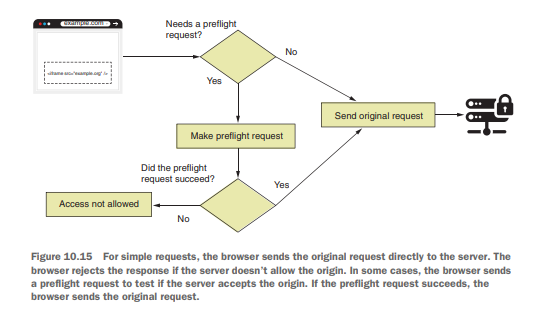 example.com
Needs a preflight
request?
No
Yes
Send original request
Make preflight request
Did the preflight
request succeed?
Yes
Access not allowed
No
Figure 10.15 For simple requests, the browser sends the original request directly to the server. The
browser rejects the response if the server doesn't allow the origin. In some cases, the browser sends
a preflight request to test if the server accepts the origin. If the preflight request succeeds, the
browser sends the original request.